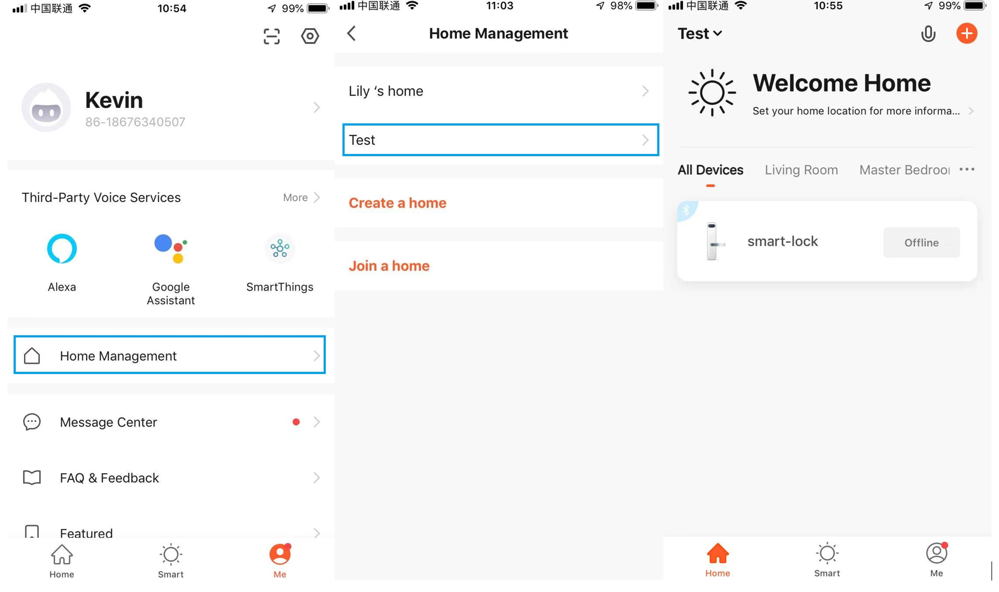 中国联通
10:54
99%
Kevin
86-18676340507
Third-Party Voice Services
More
Alexa
Google
Assistant
SmartThings
Home Management
Message Center
FAQ & Feedback
Featured
Home
Smart
Me
中国联通
11:03
98%
Home Management
Lily ‘s home
Test
Create a home
Join a home
中国联通
10:55
99%
Test
Welcome Home
Set your home location for more informa...
All Devices
Living Room
Master Bedroo
smart-lock
Offline
Home
Smart
Me